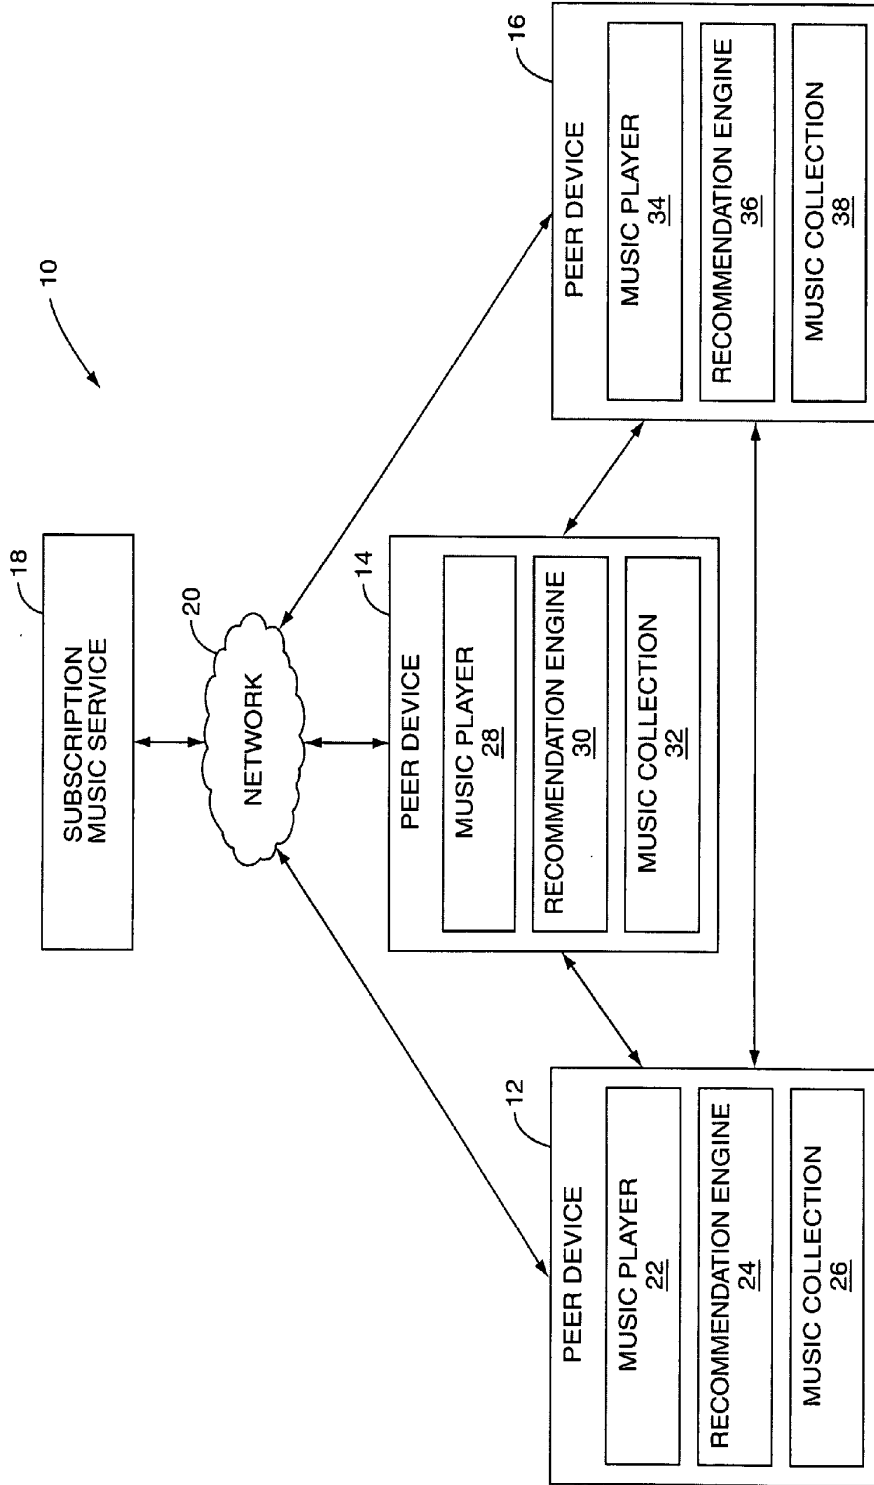 10
SUBSCRIPTION
MUSIC SERVICE
18
NETWORK
20
PEER DEVICE
12
MUSIC PLAYER
22
RECOMMENDATION ENGINE
24
MUSIC COLLECTION
26
PEER DEVICE
14
MUSIC PLAYER
28
RECOMMENDATION ENGINE
30
MUSIC COLLECTION
32
PEER DEVICE
16
MUSIC PLAYER
34
RECOMMENDATION ENGINE
36
MUSIC COLLECTION
38